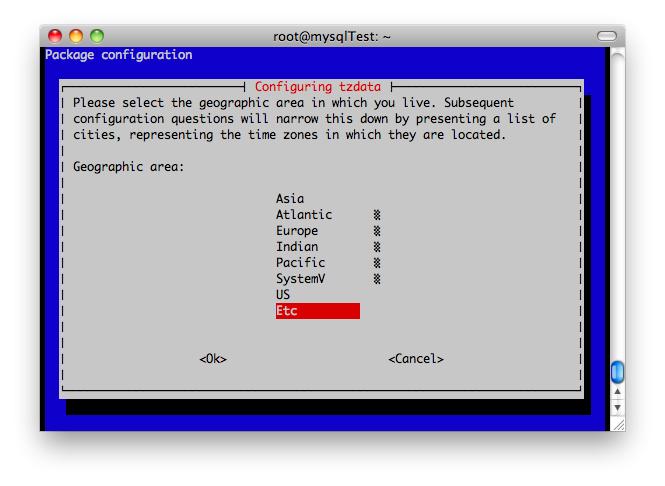 root@mysqlTest: ~
Package configuration
Configuring tzdata
Please select the geographic area in which you live. Subsequent
configuration questions will narrow this down by presenting a list of
cities, representing the time zones in which they are located.
Geographic area:
Asia
Atlantic
Europe
Indian
Pacific
SystemV
US
Etc
<Ok> <Cancel>